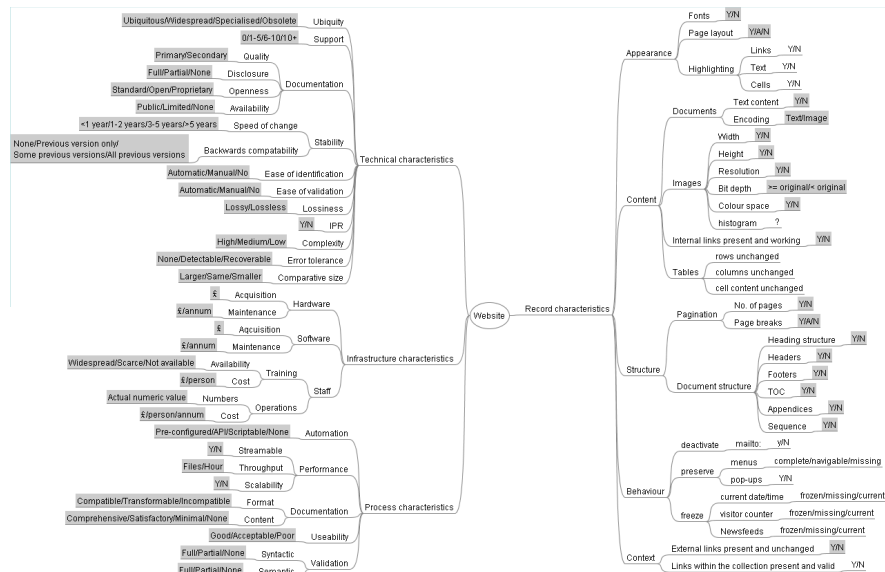 Ubiquitous/Widespread/Specialised/Obsolete Ubiquity
0/1-5/6-10/10+ Support
Primary/Secondary Quality
Full/Partial/None Disclosure
Documentation
Standard/Open/Proprietary Openness
Public/Limited/None Availability
<1 year/1-2 years/3-5 years/>5 years Speed of change
Stability
None/Previous version only/
Some previous versions/All previous versions Backwards compatability
Technical characteristics
Automatic/Manual/No Ease of identification
Automatic/Manual/No Ease of validation
Lossy/Lossless Lossiness
Y/N IPR
High/Medium/Low Complexity
None/Detectable/Recoverable Error tolerance
Larger/Same/Smaller Comparative size
£ Acquisition
Hardware
£/annum Maintenance
£ Aqcuisition
Software
£/annum Maintenance
Infrastructure characteristics
Widespread/Scarce/Not available Availability
Training
£/person Cost
Staff
Actual numeric value Numbers
Operations
£/person/annum Cost
Pre-configured/API/Scriptable/None Automation
Y/N Streamable
Files/Hour Throughput Performance
Y/N Scalability
Compatible/Transformable/Incompatible Format
Documentation
Process characteristics
Comprehensive/Satisfactory/Minimal/None Content
Good/Acceptable/Poor Useability
Full/Partial/None Syntactic
Validation
Full/Partial/None Semantic
Website
Record characteristics
Appearance
Fonts Y/N
Page layout Y/A/N
Highlighting
Links Y/N
Text Y/N
Cells Y/N
Content
Documents
Text content Y/N
Encoding Text/Image
Images
Width Y/N
Height Y/N
Resolution Y/N
Bit depth >= original/< original
Colour space Y/N
histogram ?
Internal links present and working Y/N
Tables
rows unchanged
columns unchanged
cell content unchanged
Structure
Pagination
No. of pages Y/N
Page breaks Y/A/N
Document structure
Heading structure Y/N
Headers Y/N
Footers Y/N
TOC Y/N
Appendices Y/N
Sequence Y/N
Behaviour
deactivate mailto: y/N
preserve
menus complete/navigable/missing
pop-ups Y/N
freeze
current date/time frozen/missing/current
visitor counter frozen/missing/current
Newsfeeds frozen/missing/current
Context
External links present and unchanged Y/N
Links within the collection present and valid Y/N